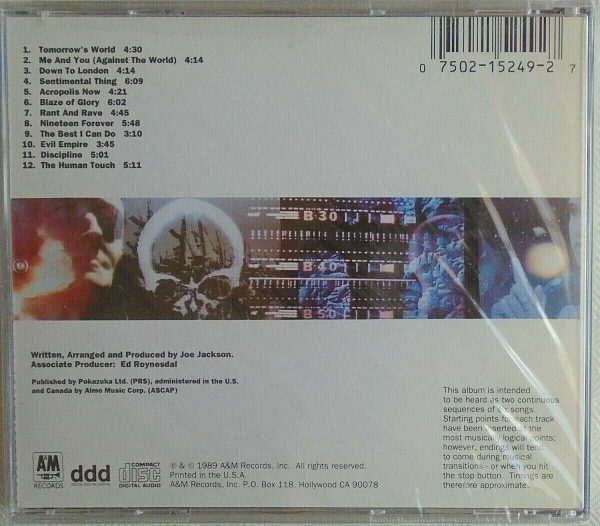 1. Tomorrow's World 4:30
2. Me And You (Against The World) 4:14
3. Down To London 4:14
4. Sentimental Thing 6:09
5. Acropolis Now 4:21
6. Blaze of Glory 6:02
7. Rant And Rave 4:45
8. Nineteen Forever 5:48
9. The Best I Can Do 3:10
10. Evil Empire 3:45
11. Discipline 5:01
12. The Human Touch 5:11
0 7502-15249-2 7
B30
B40
B50
Written, Arranged and Produced by Joe Jackson.
Associate Producer: Ed Roynesdal
Published by Pokazuka Ltd. (PRS), administered in the U.S.
and Canada by Almo Music Corp. (ASCAP)
This album is intended
to be heard as two continuous
sequences of six songs.
Starting points for each track
have been inserted at the
most musically logical points;
however, endings will tend
to come during musical
transitions - or when you hit
the stop button. Timings are
therefore approximate.
A&M
RECORDS
ddd
COMPACT
disc
DIGITAL AUDIO
℗ & © 1989 A&M Records, Inc. All rights reserved.
Printed in the U.S.A.
A&M Records, Inc. P.O. Box 118, Hollywood CA 90078